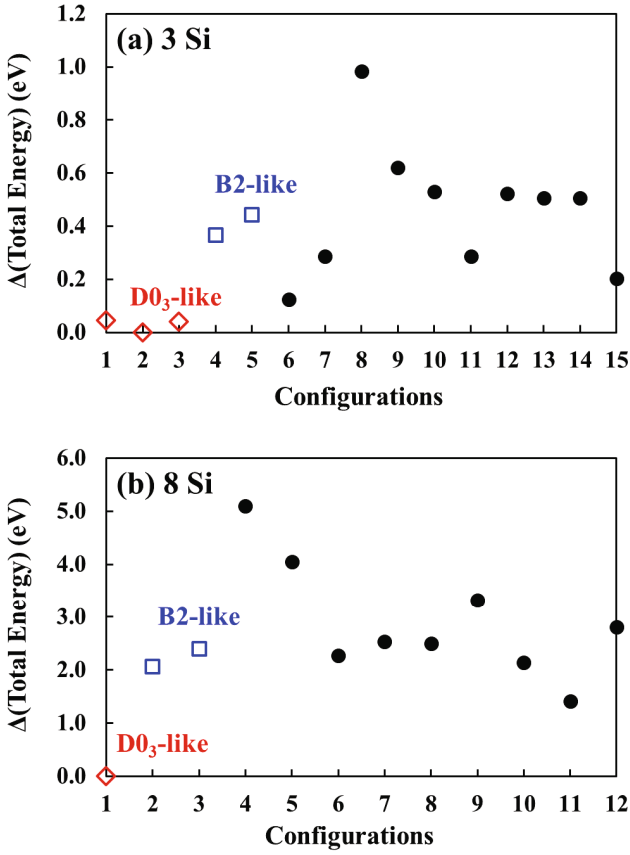 1.2
(a) 3 Si
1.0
0.8
0.6
B2-like
0.4
0.2
D0₃-like
0.0
Δ(Total Energy) (eV)
1 2 3 4 5 6 7 8 9 10 11 12 13 14 15
Configurations
6.0
(b) 8 Si
5.0
4.0
3.0
B2-like
2.0
1.0
D0₃-like
0.0
Δ(Total Energy) (eV)
1 2 3 4 5 6 7 8 9 10 11 12
Configurations